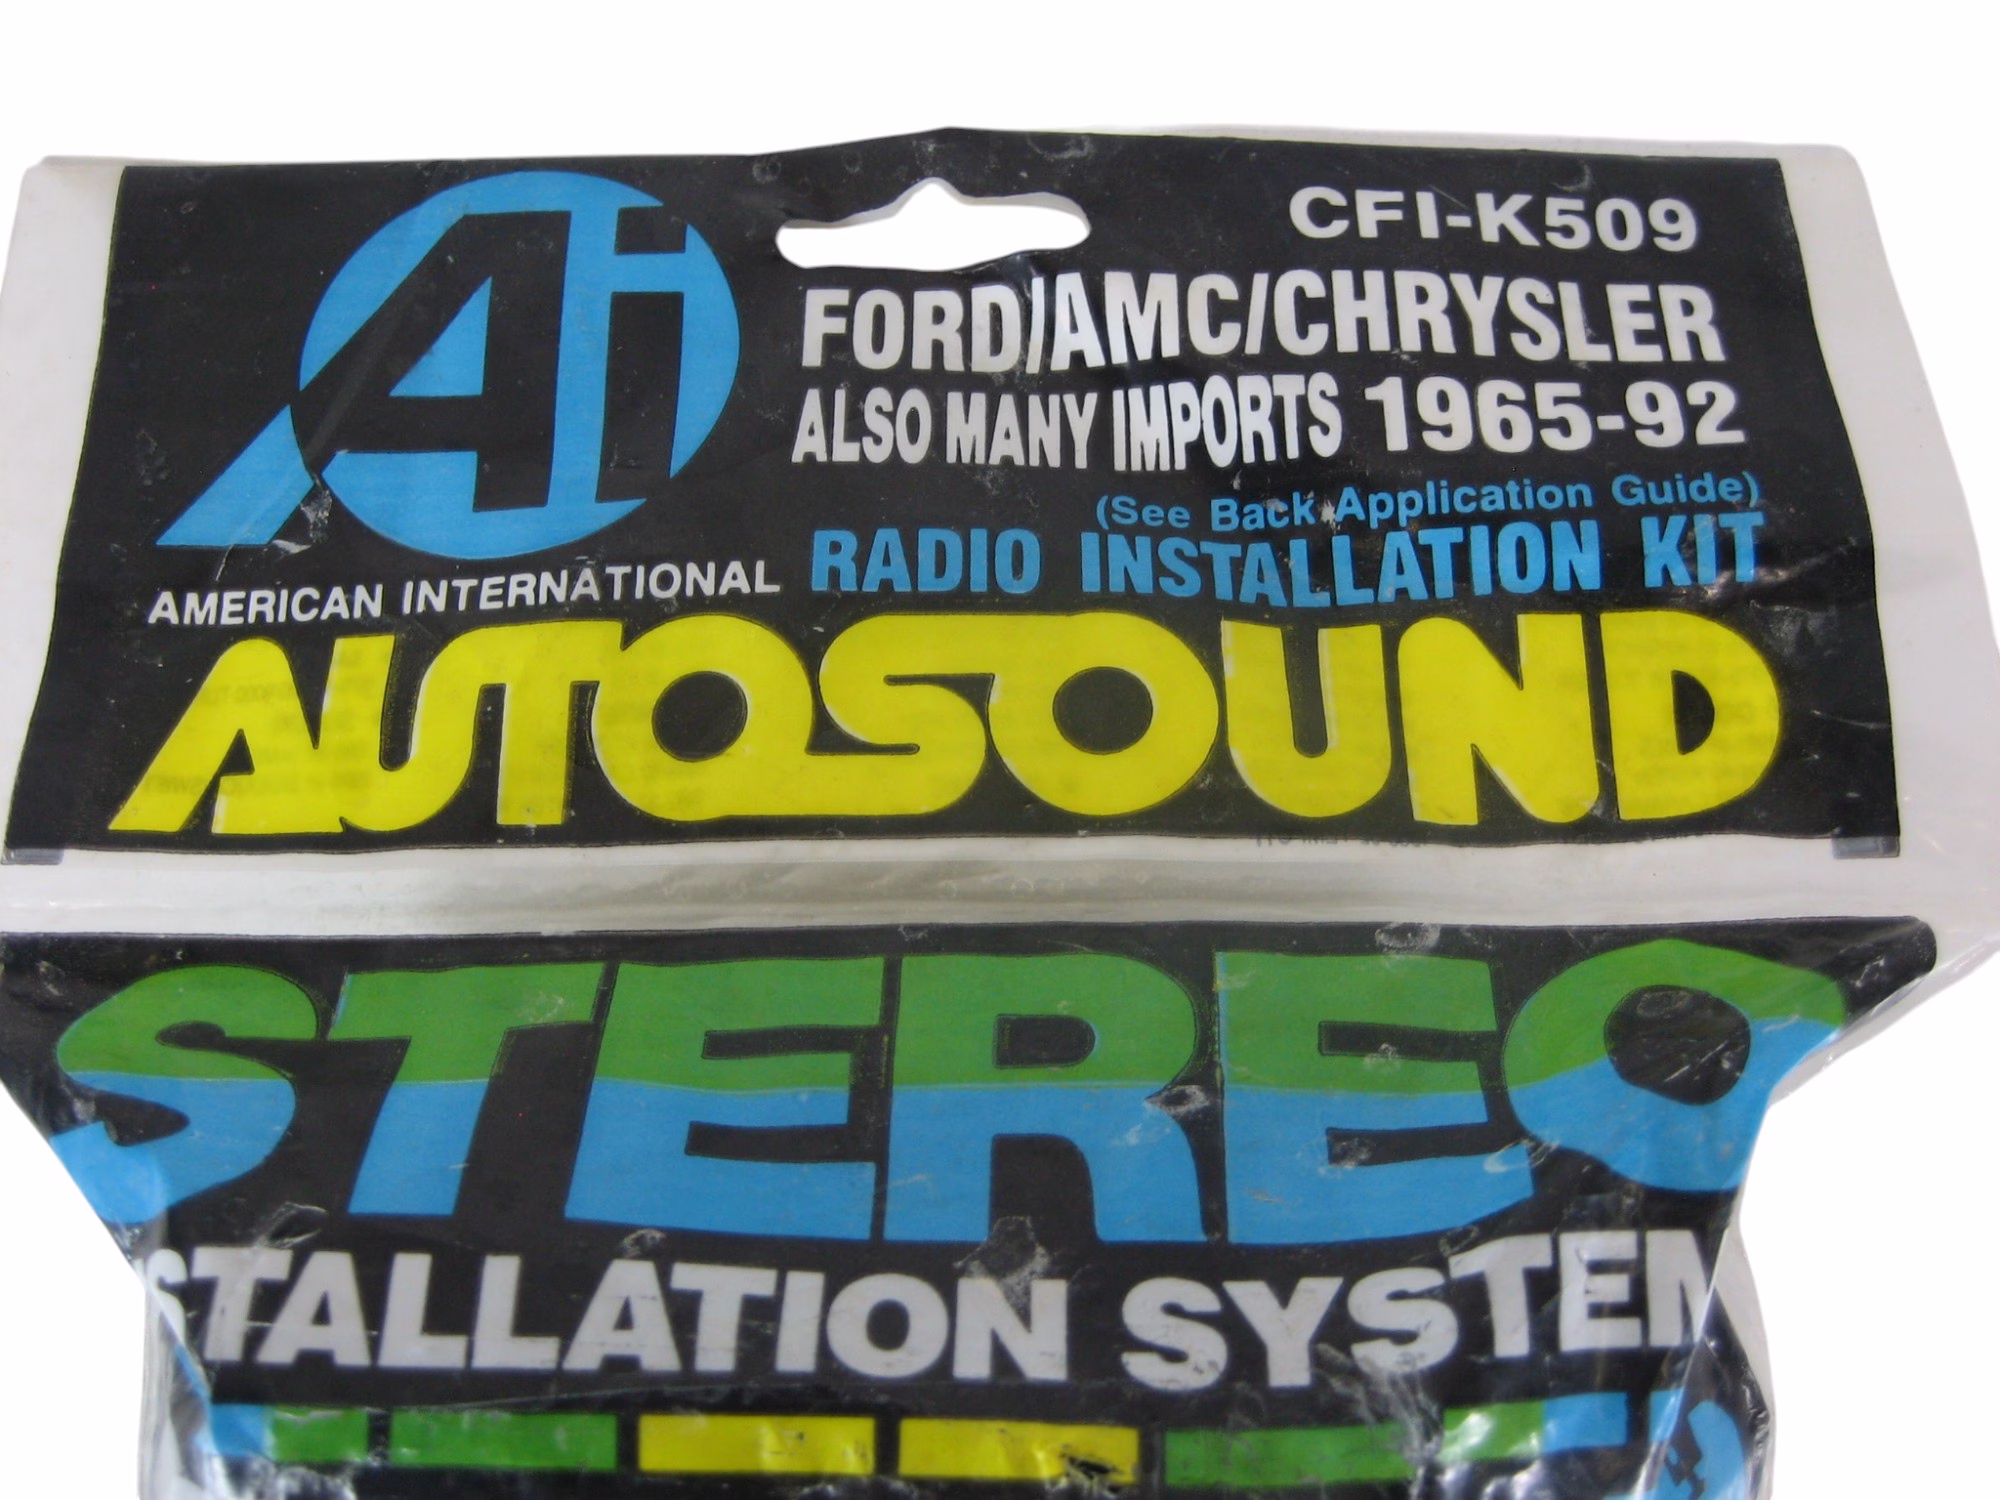 Ai
CFI-K509
FORD/AMC/CHRYSLER
ALSO MANY IMPORTS 1965-92
(See Back Application Guide)
RADIO INSTALLATION KIT
AMERICAN INTERNATIONAL
AUTOSOUND
STEREO
STALLATION SYSTEM